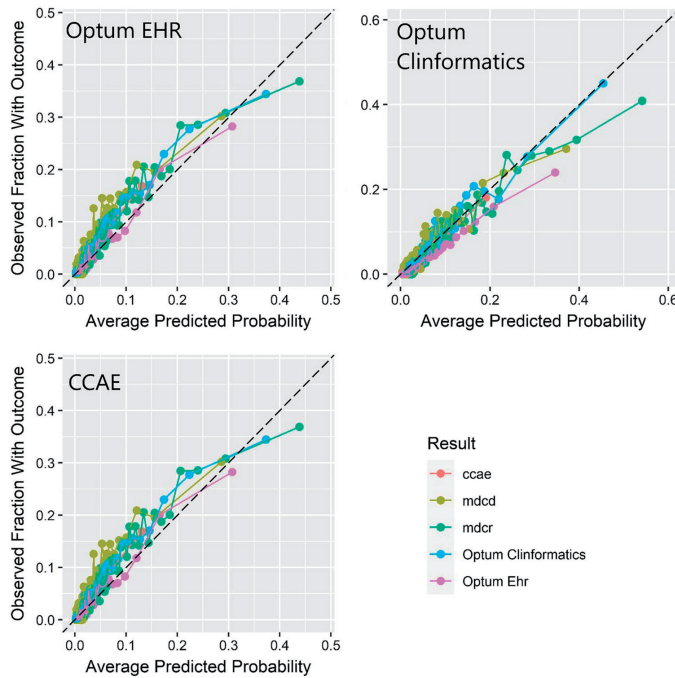 Optum EHR
Observed Fraction With Outcome
0.5
0.4
0.3
0.2
0.1
0.0
0.0 0.1 0.2 0.3 0.4 0.5
Average Predicted Probability
Optum
Clinformatics
0.6
0.4
0.2
0.0
0.0 0.2 0.4 0.6
Average Predicted Probability
CCAE
Observed Fraction With Outcome
0.5
0.4
0.3
0.2
0.1
0.0
0.0 0.1 0.2 0.3 0.4 0.5
Average Predicted Probability
Result
ccae
mdcd
mdcr
Optum Clinformatics
Optum Ehr